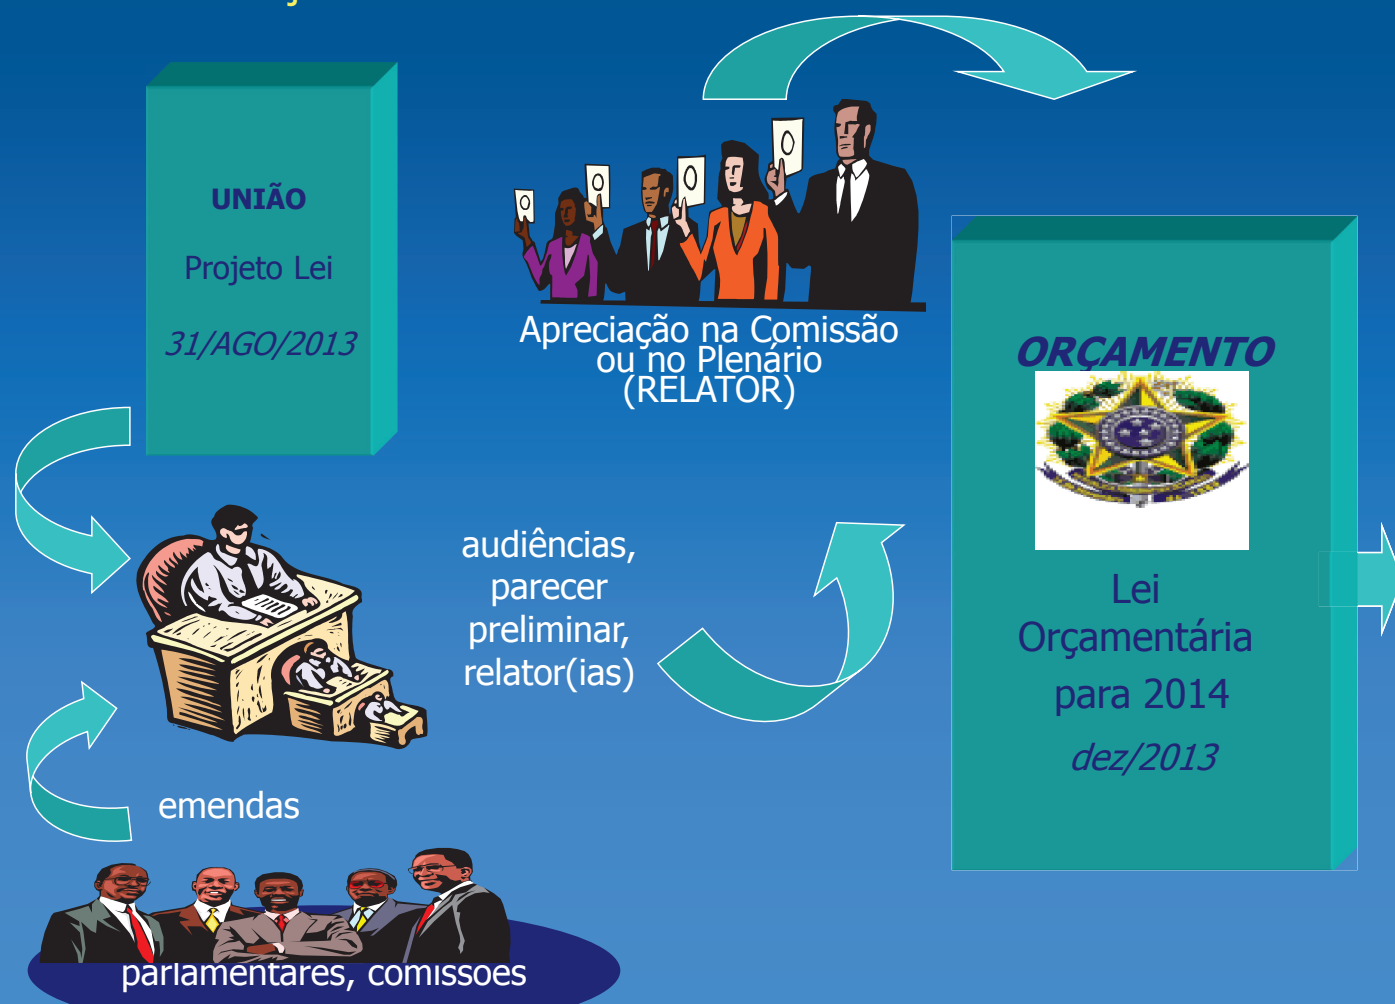 UNIÃO
Projeto Lei
31/AGO/2013
Apreciação na Comissão
ou no Plenário
(RELATOR)
ORÇAMENTO
Lei
Orçamentária
para 2014
dez/2013
audiências,
parecer
preliminar,
relator(ias)
emendas
parlamentares, comissões